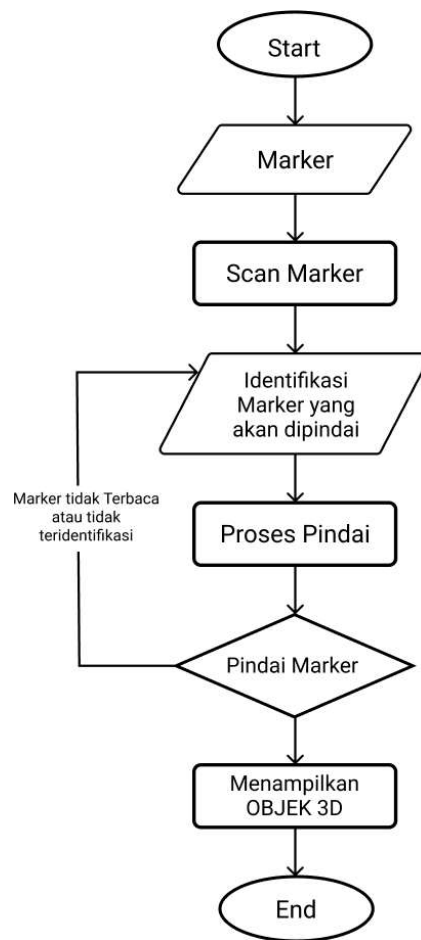 Start
Marker
Scan Marker
Identifikasi
Marker yang
akan dipindai
Marker tidak Terbaca
atau tidak
teridentifikasi
Proses Pindai
Pindai Marker
Menampilkan
OBJEK 3D
End